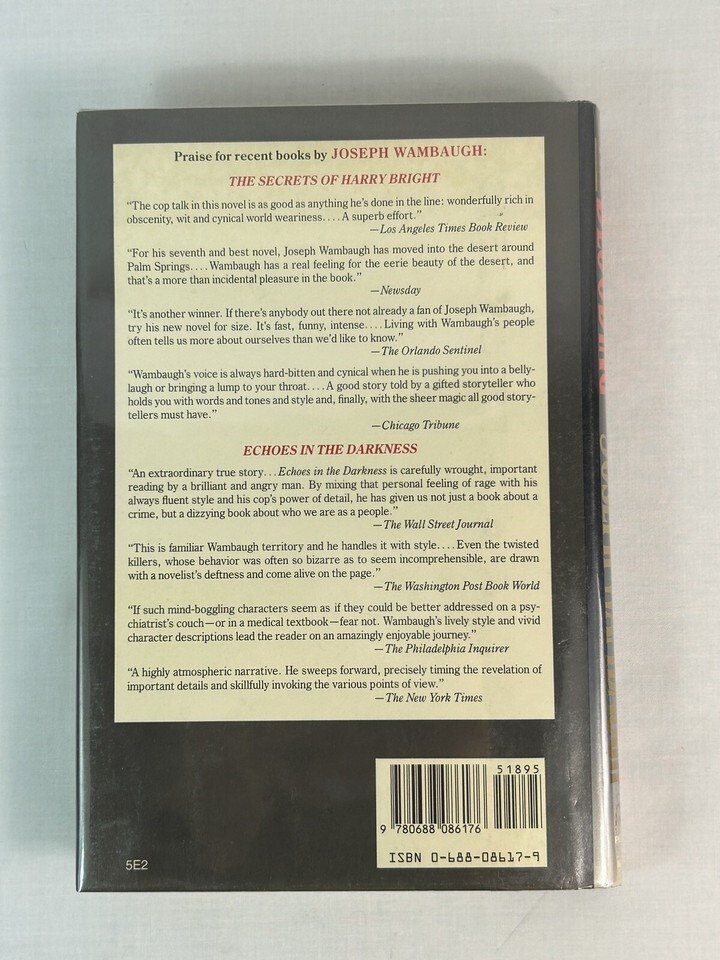 Praise for recent books by JOSEPH WAMBAUGH:
THE SECRETS OF HARRY BRIGHT
“The cop talk in this novel is as good as anything he’s done in the line: wonderfully rich in
obscenity, wit and cynical world weariness....A superb effort.”
—Los Angeles Times Book Review
“For his seventh and best novel, Joseph Wambaugh has moved into the desert around
Palm Springs....Wambaugh has a real feeling for the eerie beauty of the desert, and
that’s a more than incidental pleasure in the book.”
—Newsday
“It’s another winner. If there’s anybody out there not already a fan of Joseph Wambaugh,
try his new novel for size. It’s fast, funny, intense....Living with Wambaugh’s people
often tells us more about ourselves than we’d like to know.”
—The Orlando Sentinel
“Wambaugh’s voice is always hard-bitten and cynical when he is pushing you into a belly-
laugh or bringing a lump to your throat....A good story told by a gifted storyteller who
holds you with words and tones and style and, finally, with the sheer magic all good story-
tellers must have.”
—Chicago Tribune
ECHOES IN THE DARKNESS
“An extraordinary true story...Echoes in the Darkness is carefully wrought, important
reading by a brilliant and angry man. By mixing that personal feeling of rage with his
always fluent style and his cop’s power of detail, he has given us not just a book about a
crime, but a dizzying book about who we are as a people.”
—The Wall Street Journal
“This is familiar Wambaugh territory and he handles it with style....Even the twisted
killers, whose behavior was often so bizarre as to seem incomprehensible, are drawn
with a novelist’s deftness and come alive on the page.”
—The Washington Post Book World
“If such mind-boggling characters seem as if they could be better addressed on a psy-
chiatrist’s couch—or in a medical textbook—fear not. Wambaugh’s lively style and vivid
character descriptions lead the reader on an amazingly enjoyable journey.”
—The Philadelphia Inquirer
“A highly atmospheric narrative. He sweeps forward, precisely timing the revelation of
important details and skillfully invoking the various points of view.”
—The New York Times
51895
9 780688 086176
ISBN 0-688-08617-9
5E2